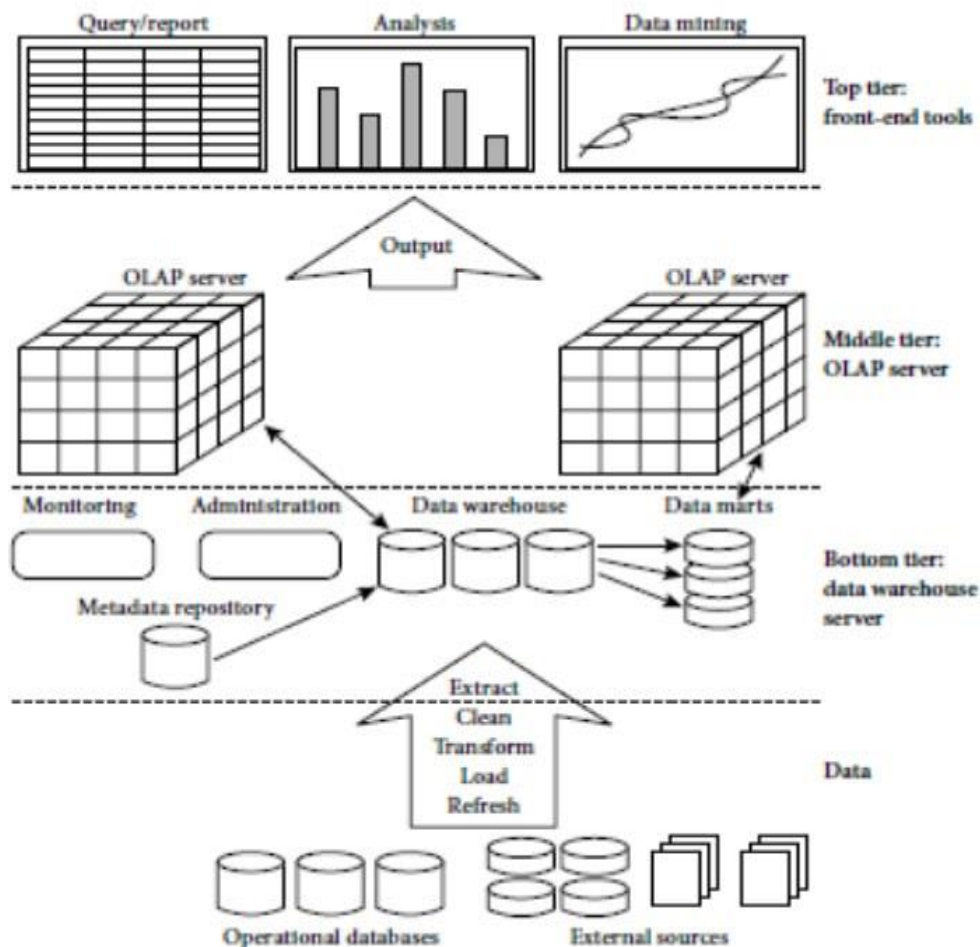 Query/report
Analysis
Data mining
Top tier:
front-end tools
Output
OLAP server
OLAP server
Middle tier:
OLAP server
Monitoring
Administration
Data warehouse
Data marts
Bottom tier:
data warehouse
server
Metadata repository
Extract
Clean
Transform
Load
Refresh
Data
Operational databases
External sources